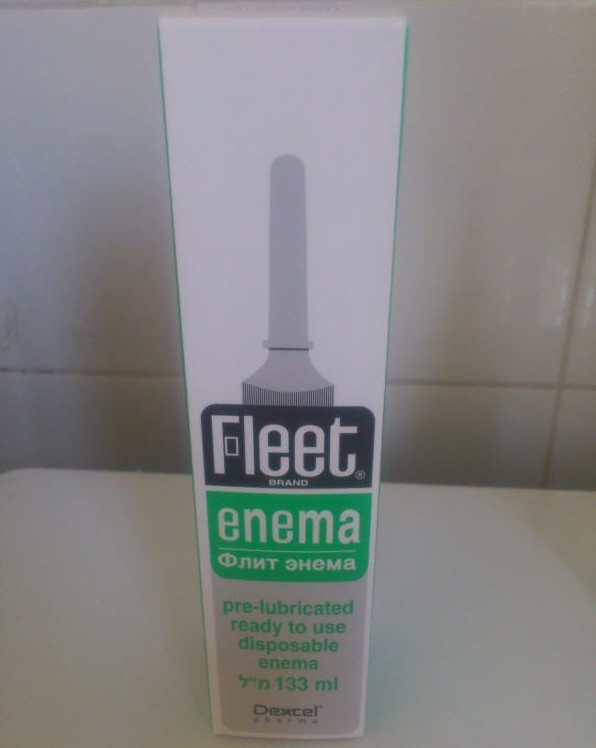 Fleet®
BRAND
enema
Флит энема
pre-lubricated
ready to use
disposable
enema
133 ml מ"ל
Dexcel®
pharma